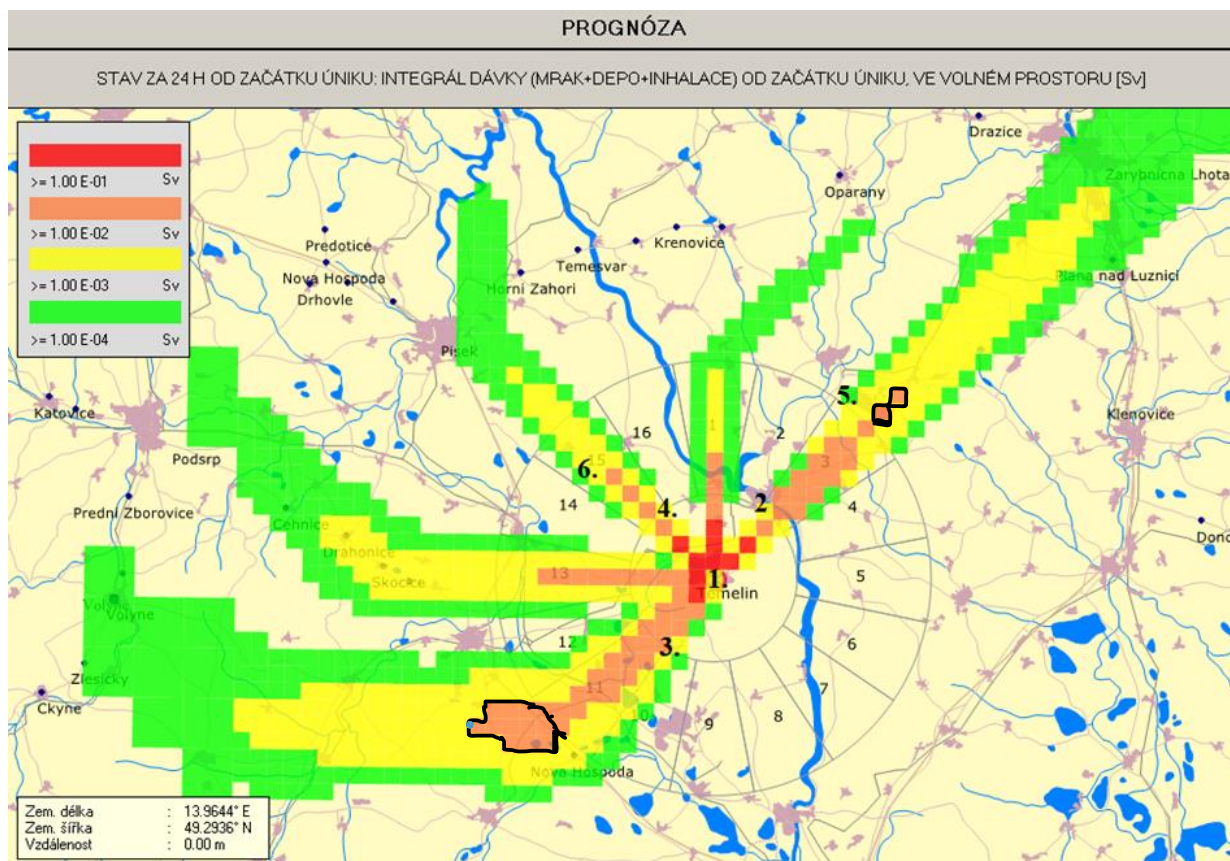 PROGNÓZA
STAV ZA 24 H OD ZAČÁTKU ÚNIKU: INTEGRÁL DÁVKY (MRAK+DEPO+INHALACE) OD ZAČÁTKU ÚNIKU, VE VOLNÉM PROSTORU [Sv]
>= 1.00 E-01 Sv
>= 1.00 E-02 Sv
>= 1.00 E-03 Sv
>= 1.00 E-04 Sv
Drazice
Zarybnicna Lhota
Oparany
Predotice
Krenovice
Temesvar
Nova Hospoda
Drhovle
Horni Zahori
Plana nad Luznici
Pisek
Katovice
5.
Klenovice
1
2
16
Podsrp
15
3
6.
14
4
Predni Zborovice
4.
2
Cehnice
Donc
Drahonice
13
5
Skocice
1.
Temelin
Volyne
Volyne
12
6
3.
Zlesicky
11
7
Ckyne
10
9
8
Nova Hospoda
Zem. délka : 13.9644° E
Zem. šířka : 49.2936° N
Vzdálenost : 0.00 m